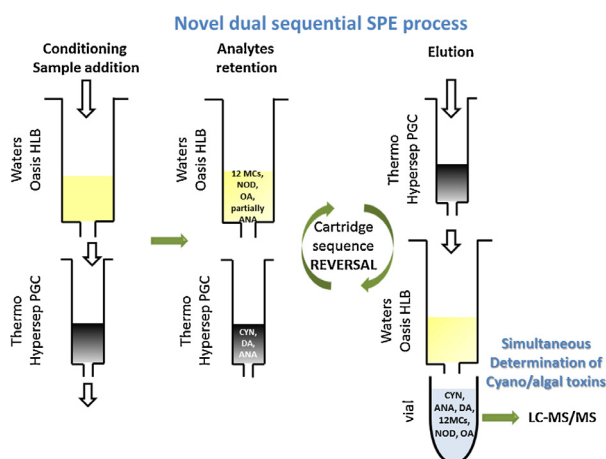 Novel dual sequential SPE process
Conditioning
Sample addition
Analytes
retention
Elution
Waters
Oasis HLB
Thermo
Hypersep PGC
Waters
Oasis HLB
12 MCs,
NOD,
OA,
partially
ANA
Thermo
Hypersep PGC
CYN,
DA,
ANA
Cartridge
sequence
REVERSAL
Thermo
Hypersep PGC
Waters
Oasis HLB
Simultaneous
Determination of
Cyano/algal toxins
vial
CYN,
ANA, DA,
12MCs,
NOD, OA
LC-MS/MS